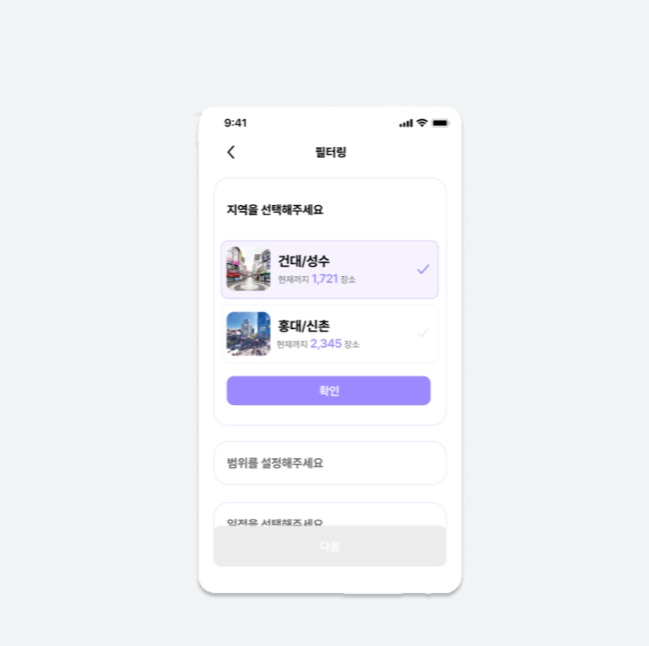 9:41
필터링
지역을 선택해주세요
건대/성수
현재까지 1,721 장소
홍대/신촌
현재까지 2,345 장소
확인
범위를 설정해주세요
일정을 선택해주세요
다음